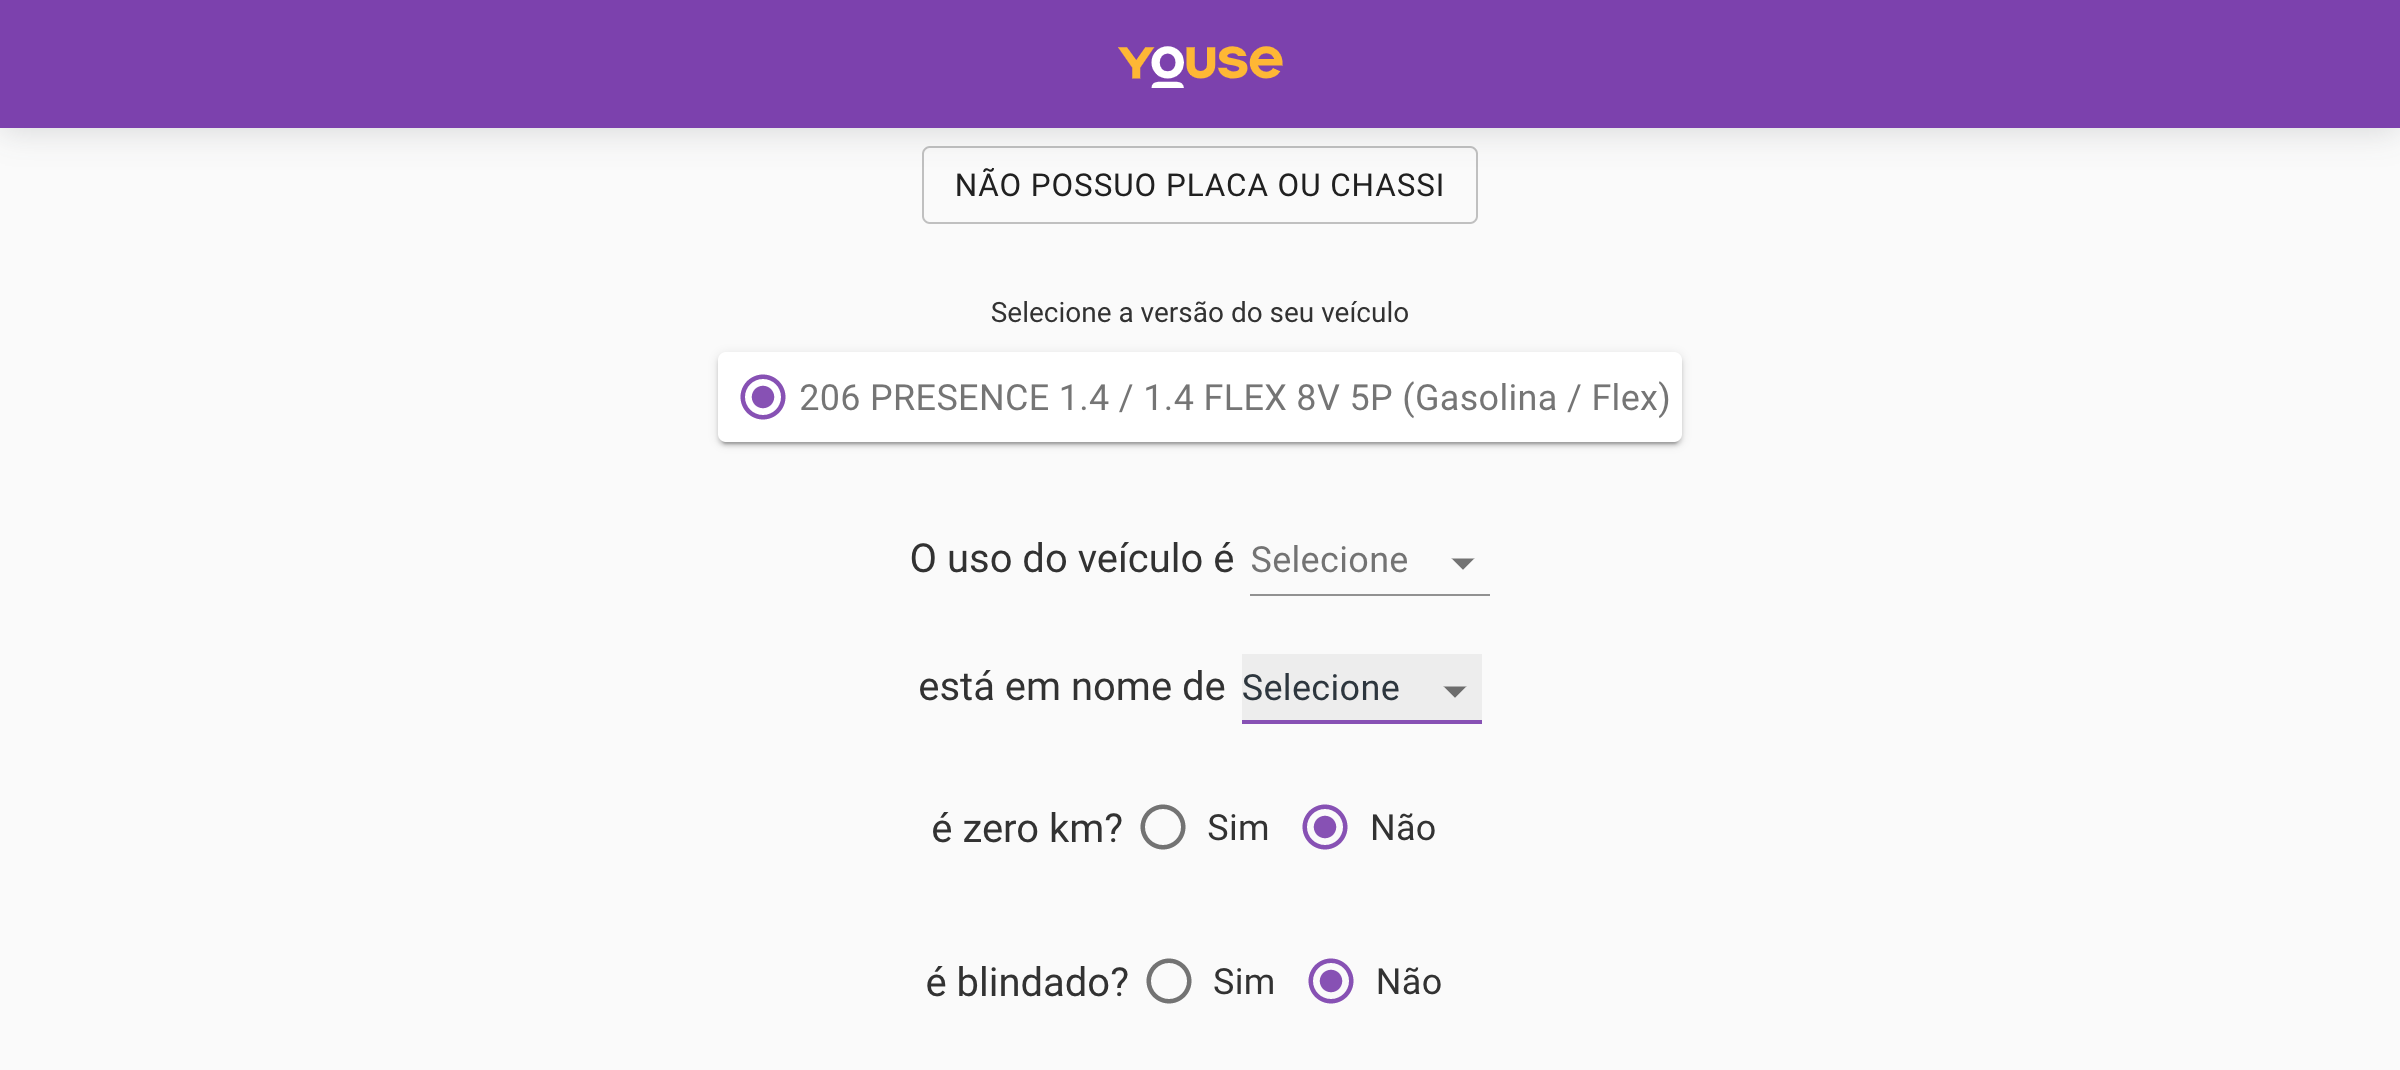 YOUSE
NÃO POSSUO PLACA OU CHASSI
Selecione a versão do seu veículo
206 PRESENCE 1.4 / 1.4 FLEX 8V 5P (Gasolina / Flex)
O uso do veículo é Selecione
está em nome de Selecione
é zero km? Sim Não
é blindado? Sim Não